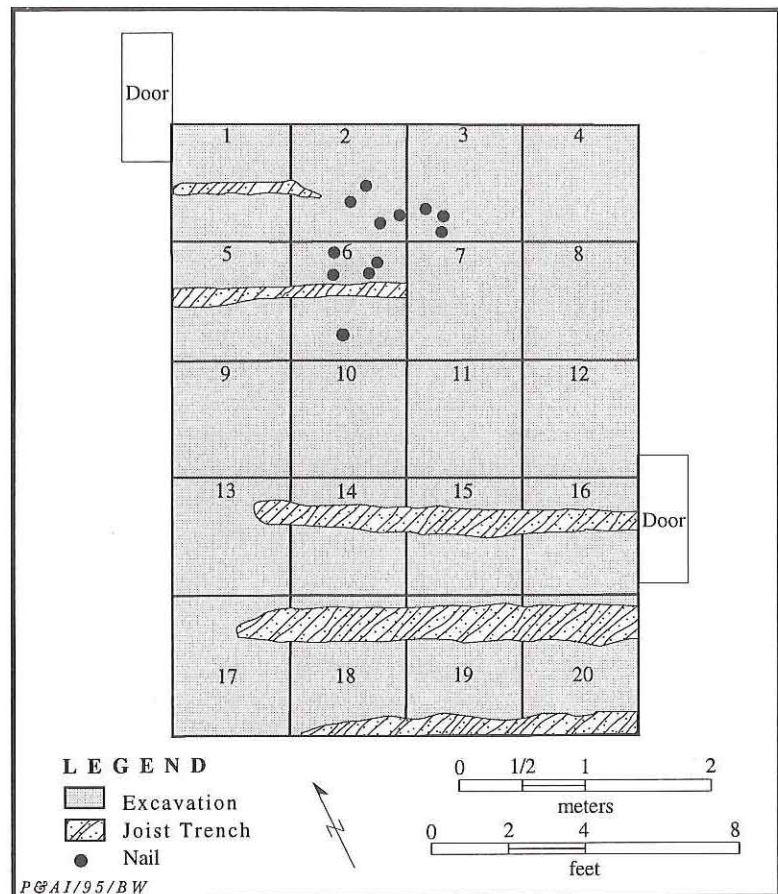 Door
1 2 3 4
5 6 7 8
9 10 11 12
13 14 15 16
Door
17 18 19 20
LEGEND
Excavation
Joist Trench
Nail
0 1/2 1 2
meters
0 2 4 8
feet
P&AI/95/BW